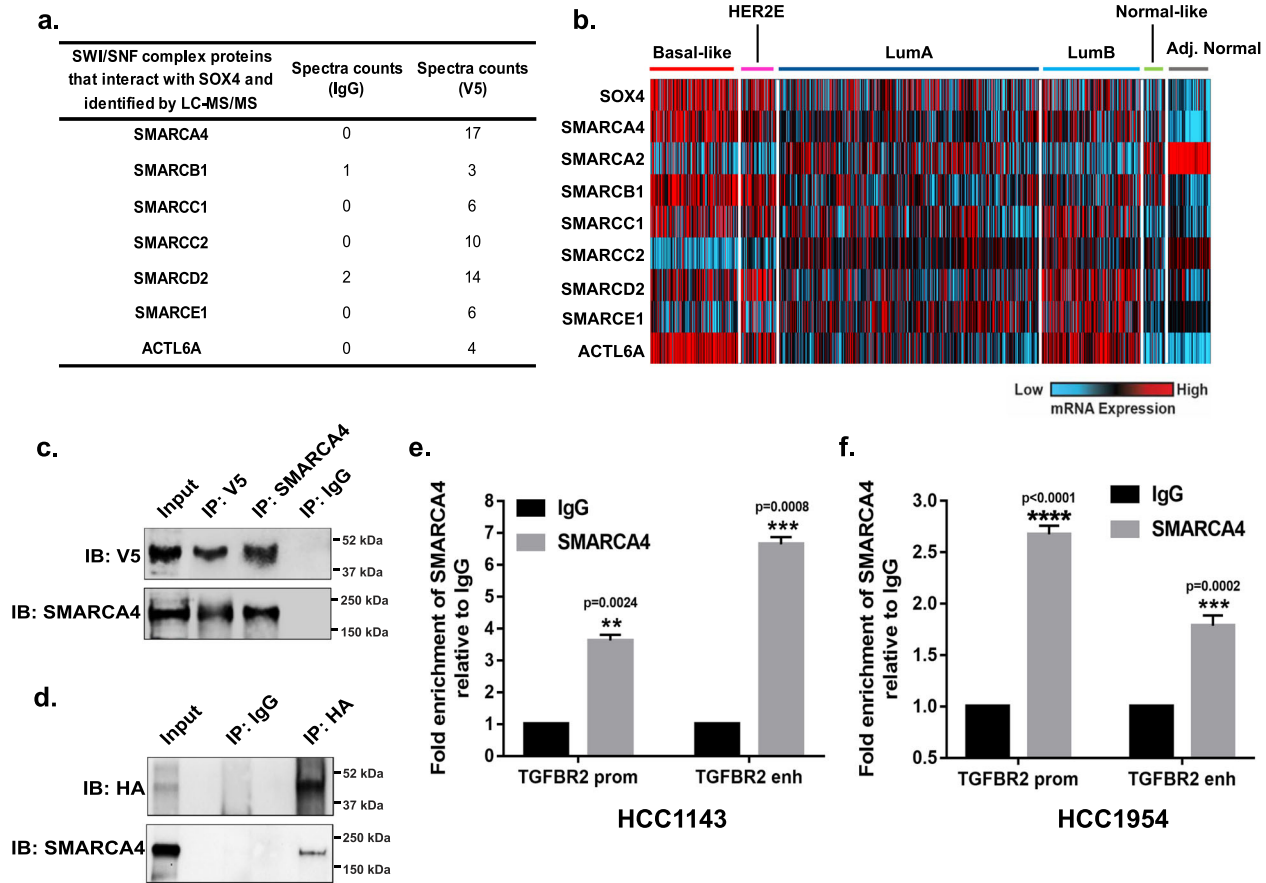 a.
SWI/SNF complex proteins
that interact with SOX4 and
identified by LC-MS/MS
Spectra counts
(IgG)
Spectra counts
(V5)
SMARCA4 0 17
SMARCB1 1 3
SMARCC1 0 6
SMARCC2 0 10
SMARCD2 2 14
SMARCE1 0 6
ACTL6A 0 4
b.
HER2E
Normal-like
Basal-like
LumA
LumB
Adj. Normal
SOX4
SMARCA4
SMARCA2
SMARCB1
SMARCC1
SMARCC2
SMARCD2
SMARCE1
ACTL6A
Low
High
mRNA Expression
c.
Input
IP: V5
IP: SMARCA4
IP: IgG
IB: V5
52 kDa
37 kDa
IB: SMARCA4
250 kDa
150 kDa
d.
Input
IP: IgG
IP: HA
IB: HA
52 kDa
37 kDa
IB: SMARCA4
250 kDa
150 kDa
e.
Fold enrichment of SMARCA4
relative to IgG
8
7
6
5
4
3
2
1
0
IgG
SMARCA4
p=0.0024
**
p=0.0008
***
TGFBR2 prom
TGFBR2 enh
HCC1143
f.
Fold enrichment of SMARCA4
relative to IgG
3.0
2.5
2.0
1.5
1.0
0.5
IgG
SMARCA4
p<0.0001
****
p=0.0002
***
TGFBR2 prom
TGFBR2 enh
HCC1954